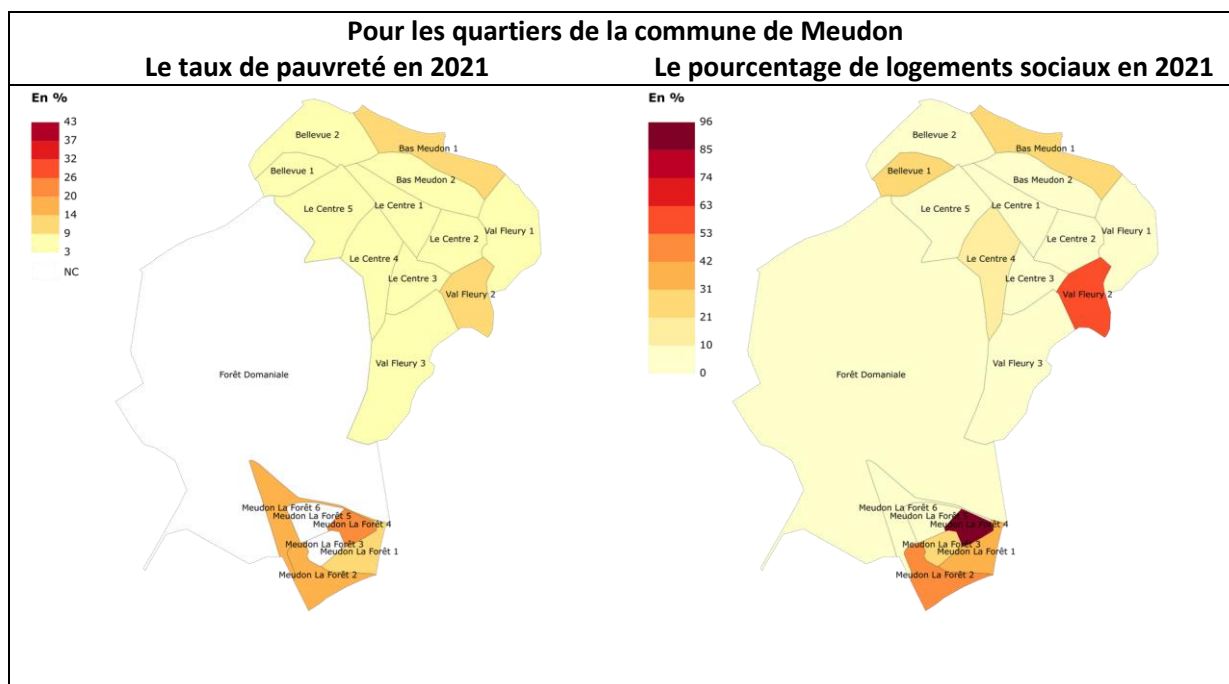 Pour les quartiers de la commune de Meudon
Le taux de pauvreté en 2021
Le pourcentage de logements sociaux en 2021
En %
43
37
32
26
20
14
9
3
NC
Bellevue 2
Bas Meudon 1
Bellevue 1
Bas Meudon 2
Le Centre 5
Le Centre 1
Le Centre 2
Val Fleury 1
Le Centre 4
Le Centre 3
Val Fleury 2
Val Fleury 3
Forêt Domaniale
Meudon La Forêt 6
Meudon La Forêt 5
Meudon La Forêt 4
Meudon La Forêt 3
Meudon La Forêt 1
Meudon La Forêt 2
En %
96
85
74
63
53
42
31
21
10
0
Bellevue 2
Bas Meudon 1
Bellevue 1
Bas Meudon 2
Le Centre 5
Le Centre 1
Le Centre 2
Val Fleury 1
Le Centre 4
Le Centre 3
Val Fleury 2
Val Fleury 3
Forêt Domaniale
Meudon La Forêt 6
Meudon La Forêt
Meudon La Forêt 4
Meudon La Forêt 3
Meudon La Forêt 1
Meudon La Forêt 2